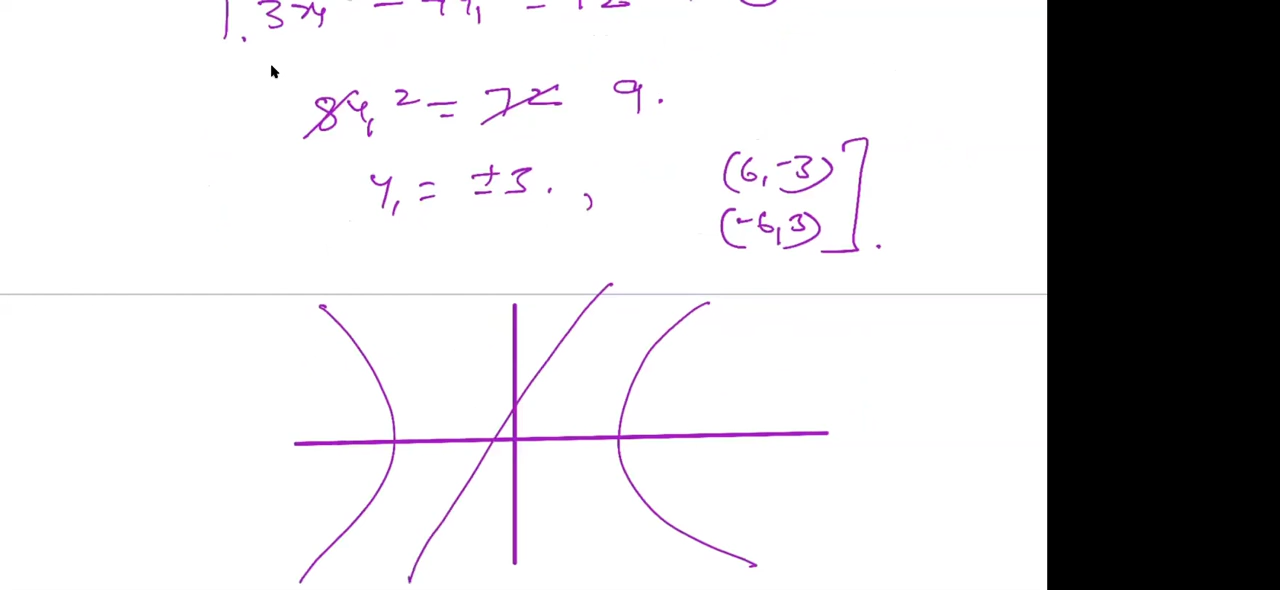 8y₁² = 72 9.
y₁ = ±3. , (6, -3)
(-6, 3) ] .